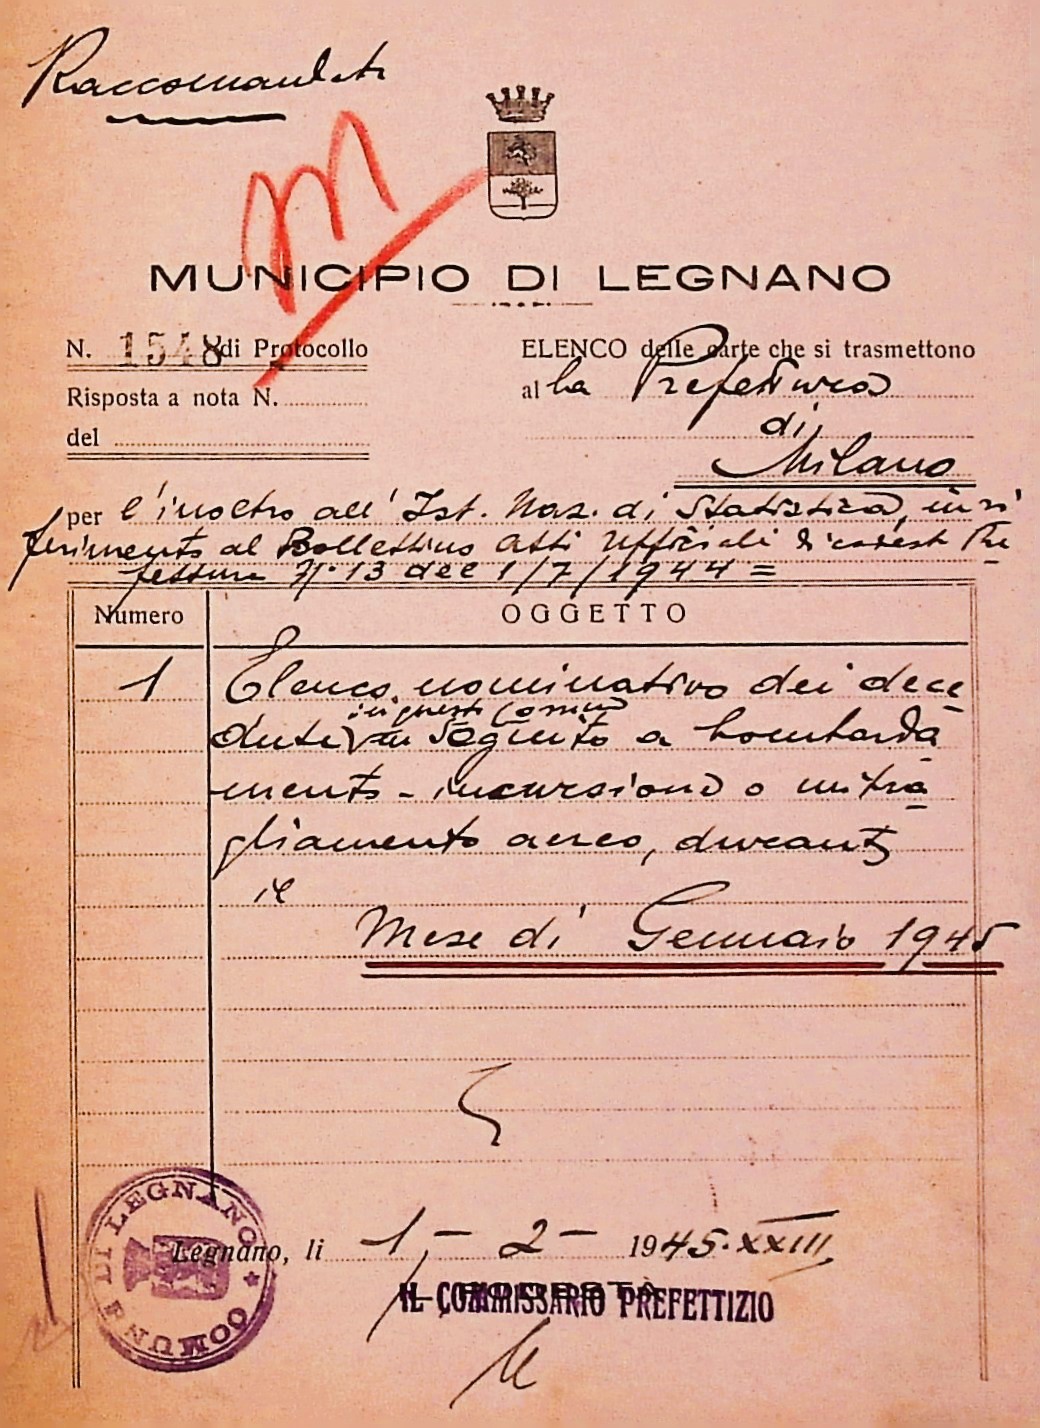 Raccomandata
M
MUNICIPIO DI LEGNANO
N. 1548 di Protocollo
Risposta a nota N.
del
ELENCO delle carte che si trasmettono
al la Prefettura
di
Milano
per l'inoltro all'Ist. Naz. di Statistica, in ri
ferimento al Bollettino Atti Ufficiali di codest Pre
fettura N. 13 del 1/7/1944 =
Numero OGGETTO
1 Elenco nominativo dei dece
in questo Comune
duti in seguito a bombarda
mento - incursione o mitra
gliamento aereo, durante
il
Mese di Gennaio 1945
COMUNE DI LEGNANO
Legnano, li 1 - 2 - 1945. XXIII
IL COMMISSARIO PREFETTIZIO